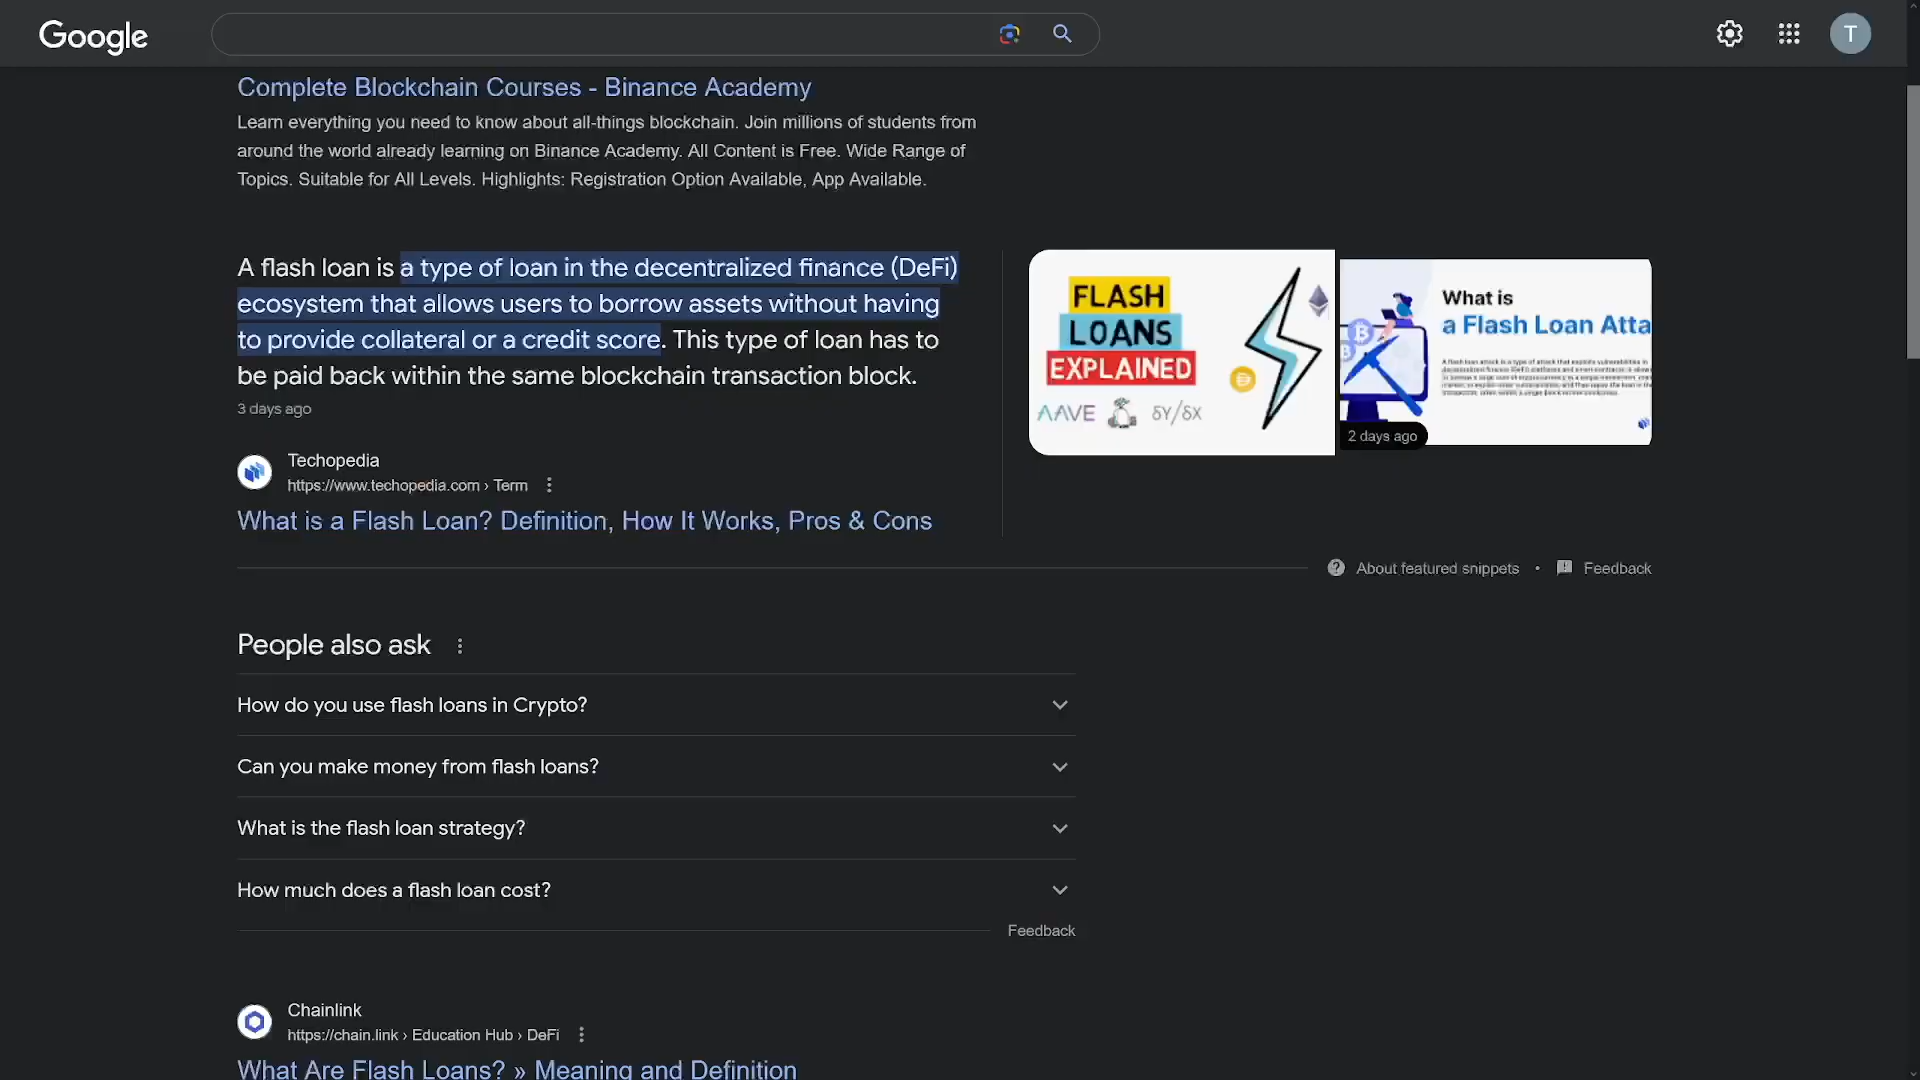 Google
T
Complete Blockchain Courses - Binance Academy
Learn everything you need to know about all-things blockchain. Join millions of students from
around the world already learning on Binance Academy. All Content is Free. Wide Range of
Topics. Suitable for All Levels. Highlights: Registration Option Available, App Available.
A flash loan is a type of loan in the decentralized finance (DeFi)
ecosystem that allows users to borrow assets without having
to provide collateral or a credit score. This type of loan has to
be paid back within the same blockchain transaction block.
3 days ago
FLASH
LOANS
EXPLAINED
AAVE
δY/δX
What is
a Flash Loan Atta
2 days ago
Techopedia
https://www.techopedia.com › Term
What is a Flash Loan? Definition, How It Works, Pros & Cons
About featured snippets • Feedback
People also ask
How do you use flash loans in Crypto?
Can you make money from flash loans?
What is the flash loan strategy?
How much does a flash loan cost?
Feedback
Chainlink
https://chain.link › Education Hub › DeFi
What Are Flash Loans? » Meaning and Definition